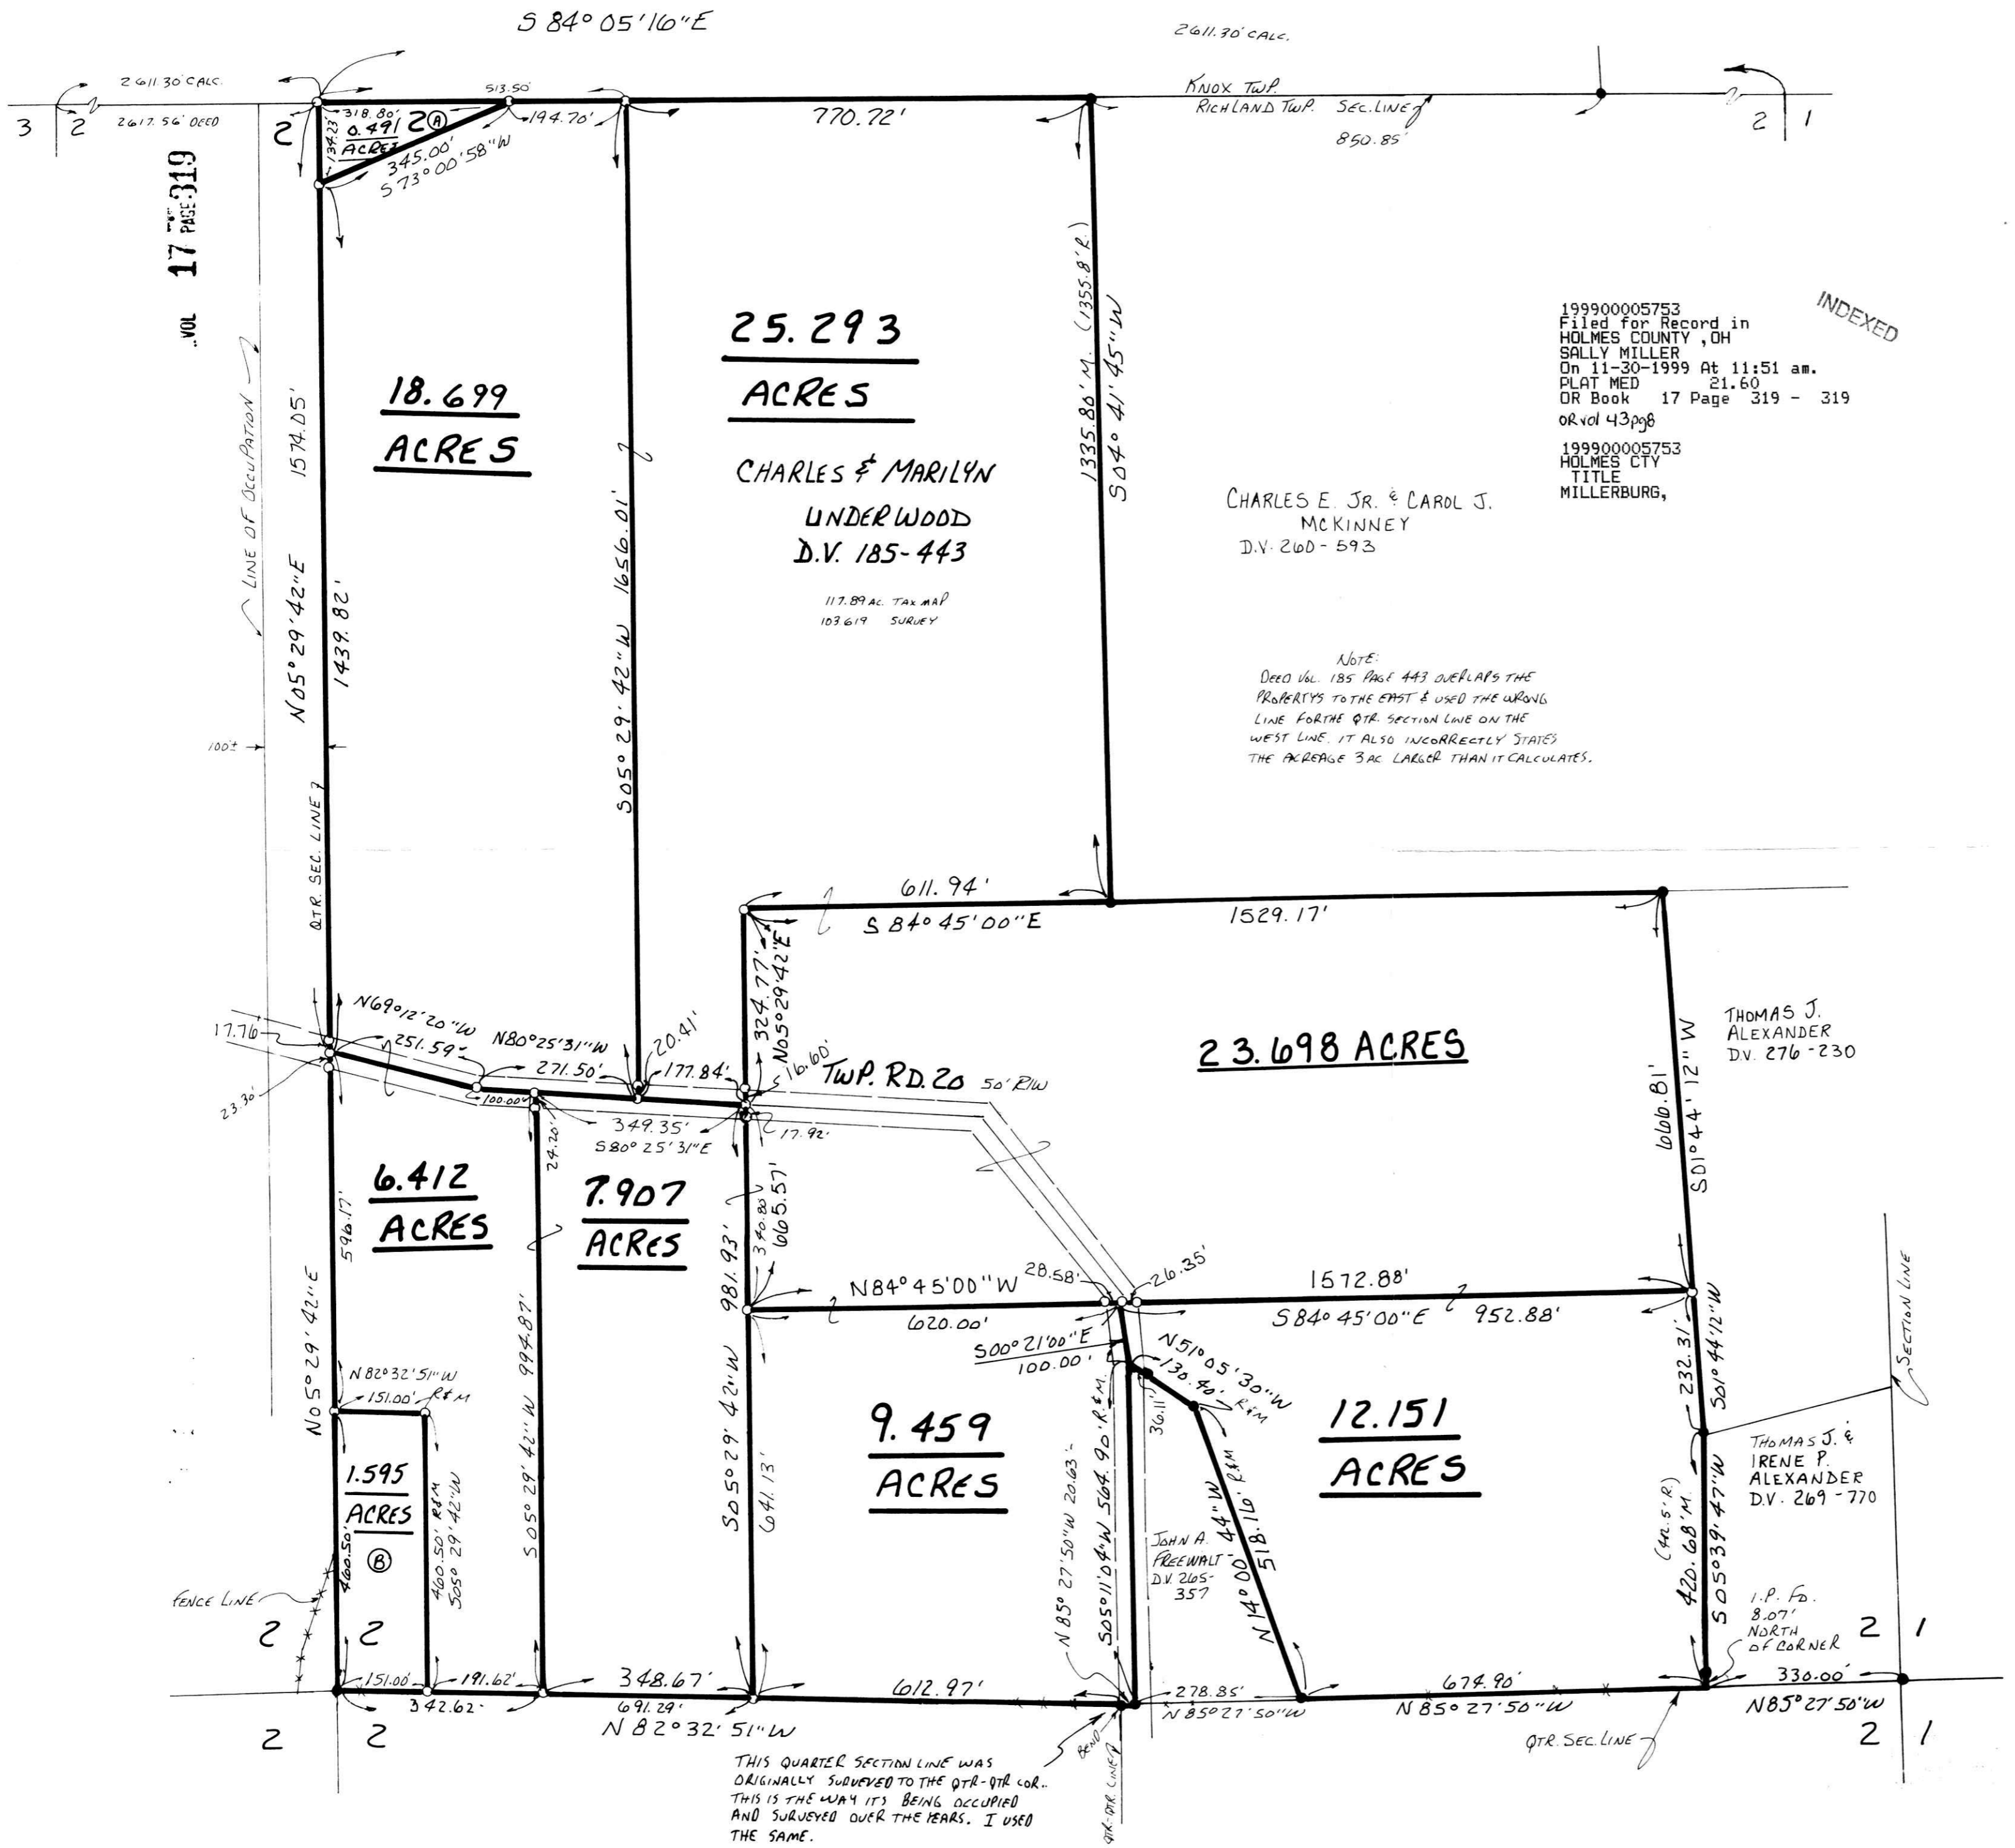 S 84° 05' 16" E
2611.30' CALC.
2611.30' CALC.
2617.56' DEED
3 2
2
513.50'
318.80'
194.70'
770.72'
KNOX TWP.
RICHLAND TWP. SEC. LINE
850.85'
2 1
134.23'
0.491
ACRES
2 A
345.00'
S 73° 00' 58" W
VOL 17 PAGE 319
LINE OF OCCUPATION
N 05° 29' 42" E 1574.05'
1439.82'
100'±
QTR. SEC. LINE
18.699
ACRES
S 05° 29' 42" W 1656.01'
25.293
ACRES
CHARLES & MARILYN
UNDERWOOD
D.V. 185-443
117.89 AC. TAX MAP
103.619 SURVEY
1335.80' M. (1355.8' R.)
S 04° 41' 45" W
CHARLES E. JR. & CAROL J.
MCKINNEY
D.V. 260-593
199900005753
Filed for Record in
HOLMES COUNTY ,OH
SALLY MILLER
On 11-30-1999 At 11:51 am.
PLAT MED 21.60
OR Book 17 Page 319 - 319
OR vol 43 pg 8
199900005753
HOLMES CTY
TITLE
MILLERBURG,
INDEXED
NOTE:
DEED VOL. 185 PAGE 443 OVERLAPS THE
PROPERTYS TO THE EAST & USED THE WRONG
LINE FOR THE QTR. SECTION LINE ON THE
WEST LINE. IT ALSO INCORRECTLY STATES
THE ACREAGE 3 AC. LARGER THAN IT CALCULATES.
611.94'
S 84° 45' 00" E
1529.17'
324.77'
N 05° 29' 42" E
17.76'
23.30'
N 69° 12' 20" W
251.59'
N 80° 25' 31" W
271.50'
20.41'
177.84'
16.60'
100.00'
24.20'
349.35'
S 80° 25' 31" E
17.92'
TWP. RD. 20 50' R/W
23.698 ACRES
666.81'
S 01° 44' 12" W
THOMAS J.
ALEXANDER
D.V. 276-230
6.412
ACRES
596.17'
N 05° 29' 42" E
7.907
ACRES
S 05° 29' 42" W 994.87'
340.80'
665.57'
S 05° 29' 42" W 981.93'
641.13'
N 84° 45' 00" W
620.00'
28.58'
26.35'
1572.88'
S 84° 45' 00" E 952.88'
S 00° 21' 00" E
100.00'
N 51° 05' 30" W
130.40'
R&M
36.11'
9.459
ACRES
12.151
ACRES
232.31'
S 01° 44' 12" W
SECTION LINE
THOMAS J. &
IRENE P.
ALEXANDER
D.V. 269-770
N 82° 32' 51" W
151.00' R&M
1.595
ACRES
B
460.50'
460.50' R&M
S 05° 29' 42" W
FENCE LINE
N 85° 27' 50" W 20.63'
S 05° 11' 04" W 564.90' R.&M.
JOHN A.
FREEWALT
D.V. 265-
357
N 14° 00' 44" W
518.16' R&M
420.68' M.
S 05° 39' 47" W
I.P. FD.
8.07'
NORTH
OF CORNER
2 2
2 1
151.00'
191.62'
342.62'
348.67'
691.29'
N 82° 32' 51" W
612.97'
278.85'
N 85° 27' 50" W
674.90'
N 85° 27' 50" W
330.00'
N 85° 27' 50" W
2 2
2 1
BEND
QTR.-QTR. LINE
QTR. SEC. LINE
THIS QUARTER SECTION LINE WAS
ORIGINALLY SURVEYED TO THE QTR-QTR COR..
THIS IS THE WAY ITS BEING OCCUPIED
AND SURVEYED OVER THE YEARS. I USED
THE SAME.